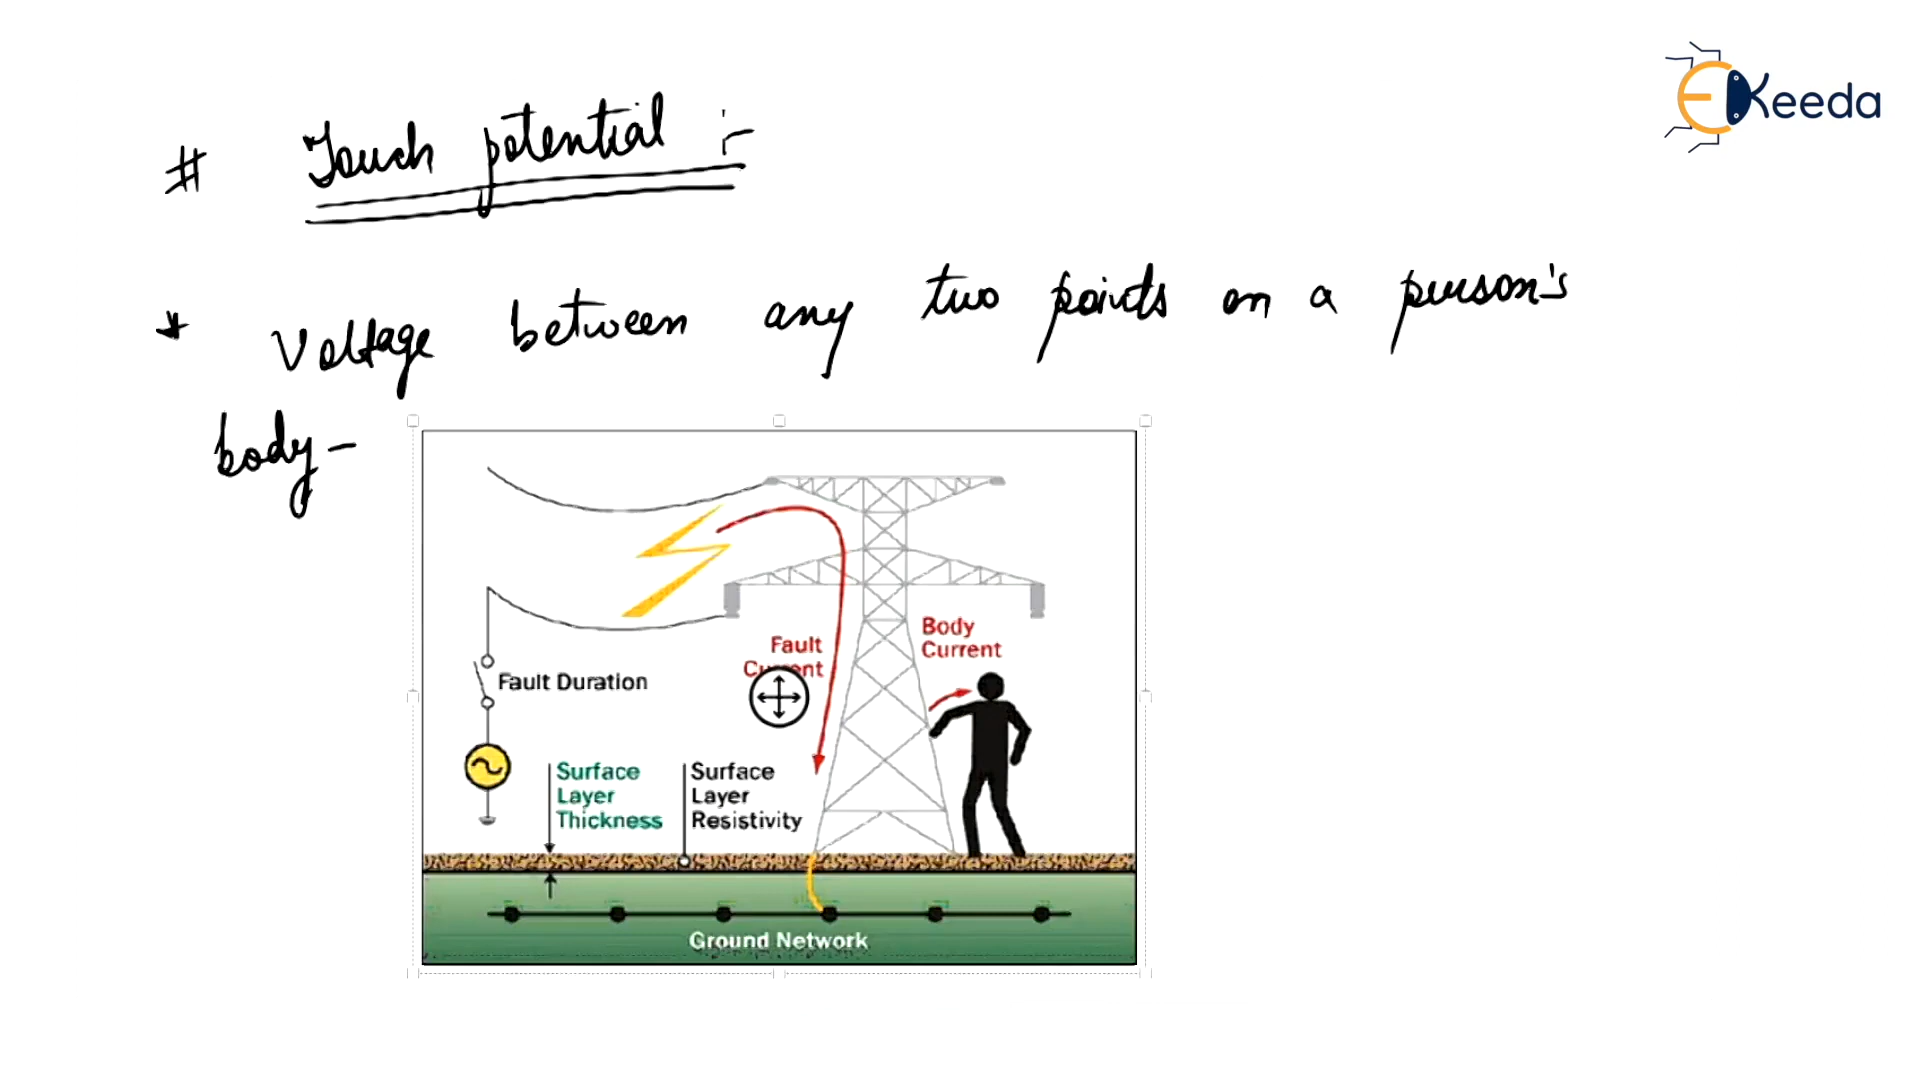 EKeeda
# Touch potential :-
* Voltage between any two points on a person's
body -
Fault
Current
Body
Current
Fault Duration
Surface
Layer
Thickness
Surface
Layer
Resistivity
Ground Network